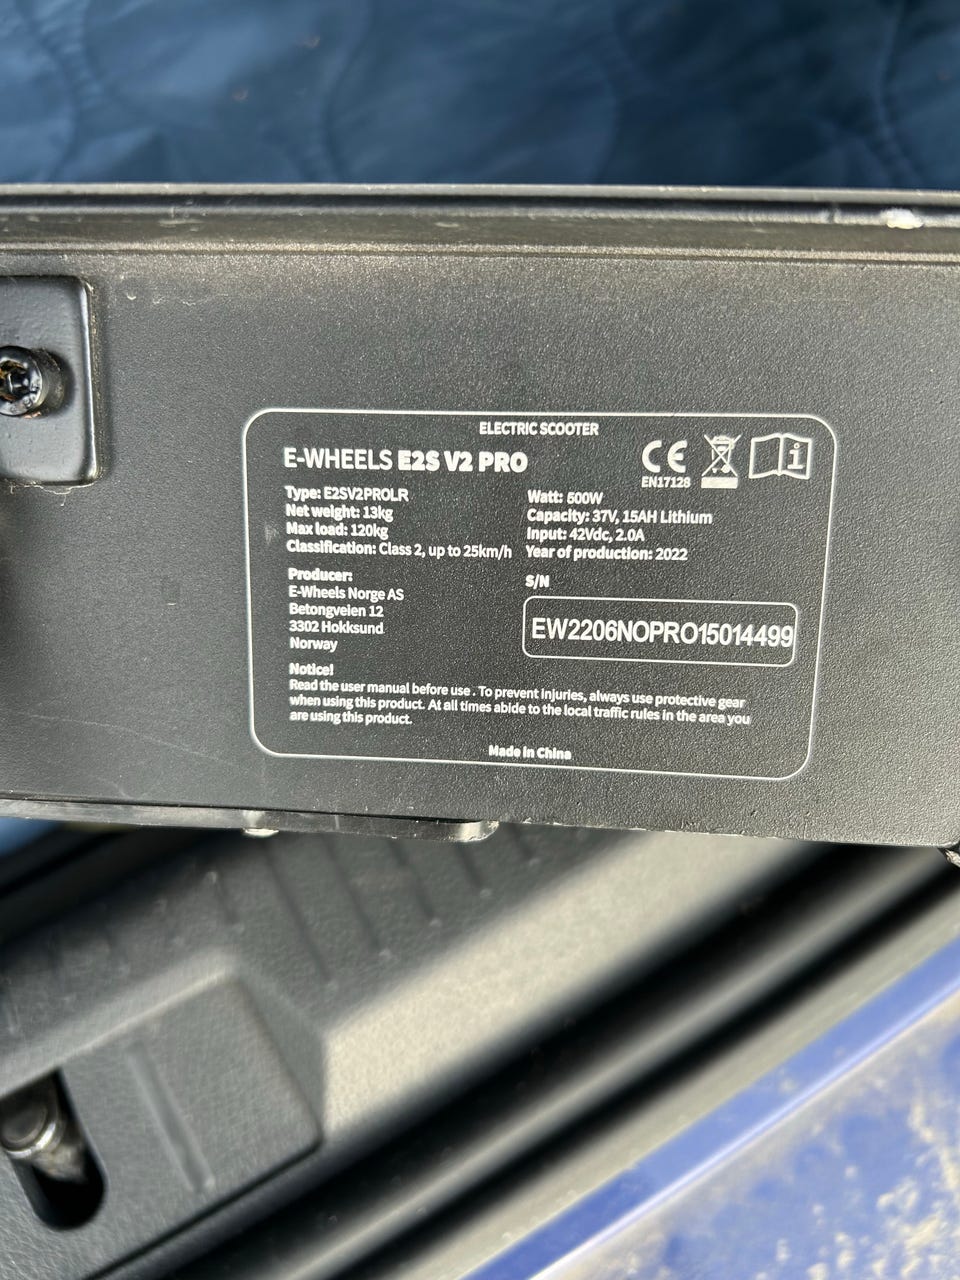 ELECTRIC SCOOTER
E-WHEELS E2S V2 PRO
CE
EN17128
Type: E2SV2PROLR
Net weight: 13kg
Max load: 120kg
Classification: Class 2, up to 25km/h
Watt: 500W
Capacity: 37V, 15AH Lithium
Input: 42Vdc, 2.0A
Year of production: 2022
Producer:
E-Wheels Norge AS
Betongveien 12
3302 Hokksund
Norway
S/N
EW2206NOPRO15014499
Notice!
Read the user manual before use . To prevent injuries, always use protective gear
when using this product. At all times abide to the local traffic rules in the area you
are using this product.
Made in China